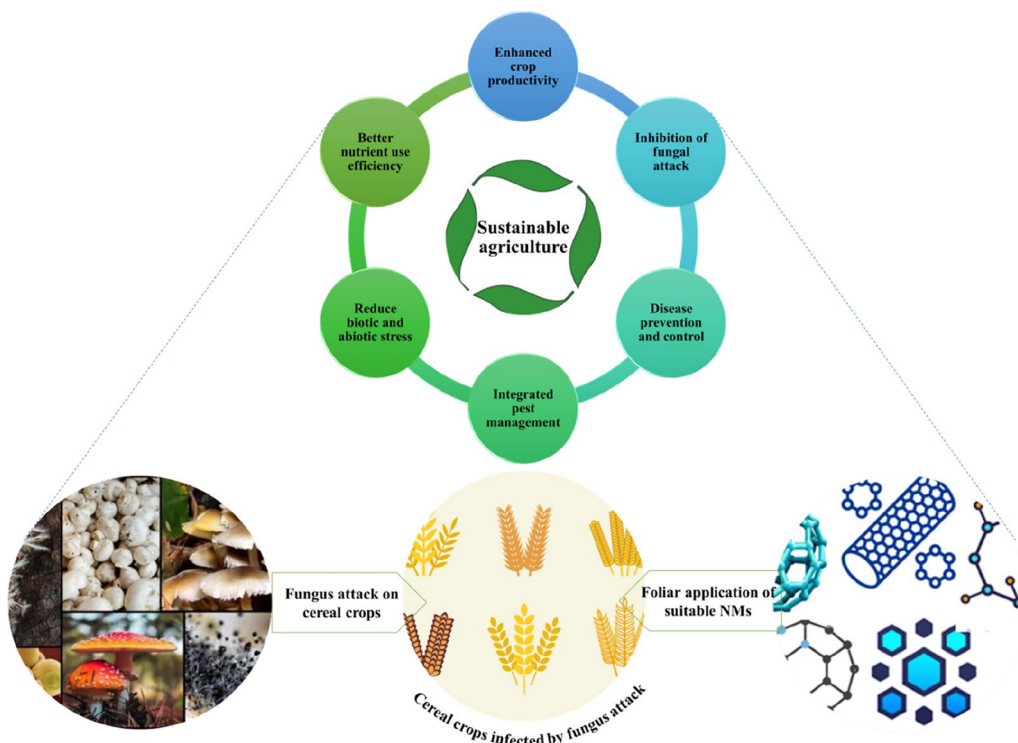 Enhanced
crop
productivity
Better
nutrient use
efficiency
Inhibition of
fungal
attack
Sustainable
agriculture
Reduce
biotic and
abiotic stress
Disease
prevention
and control
Integrated
pest
management
Fungus attack on
cereal crops
Foliar application of
suitable NMs
Cereal crops infected by fungus attack